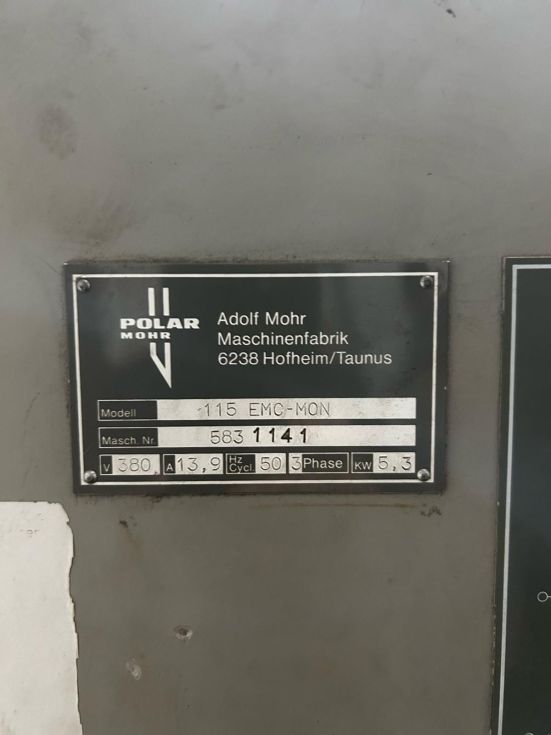 POLAR
MOHR
Adolf Mohr
Maschinenfabrik
6238 Hofheim/Taunus
Modell 115 EMC-MON
Masch. Nr 583 1141
V 380 A 13,9 Hz Cycl. 50 3 Phase KW 5,3